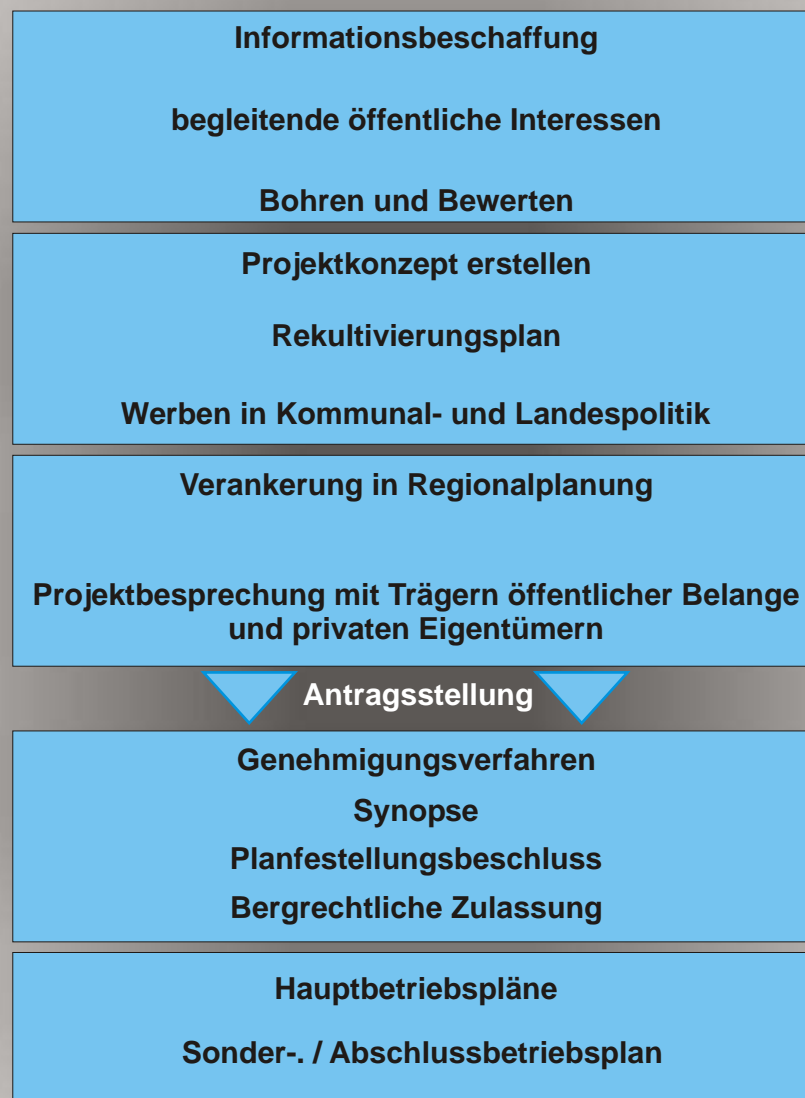 Informationsbeschaffung
begleitende öffentliche Interessen
Bohren und Bewerten
Projektkonzept erstellen
Rekultivierungsplan
Werben in Kommunal- und Landespolitik
Verankerung in Regionalplanung
Projektbesprechung mit Trägern öffentlicher Belange
und privaten Eigentümern
Antragsstellung
Genehmigungsverfahren
Synopse
Planfestellungsbeschluss
Bergrechtliche Zulassung
Hauptbetriebspläne
Sonder-. / Abschlussbetriebsplan